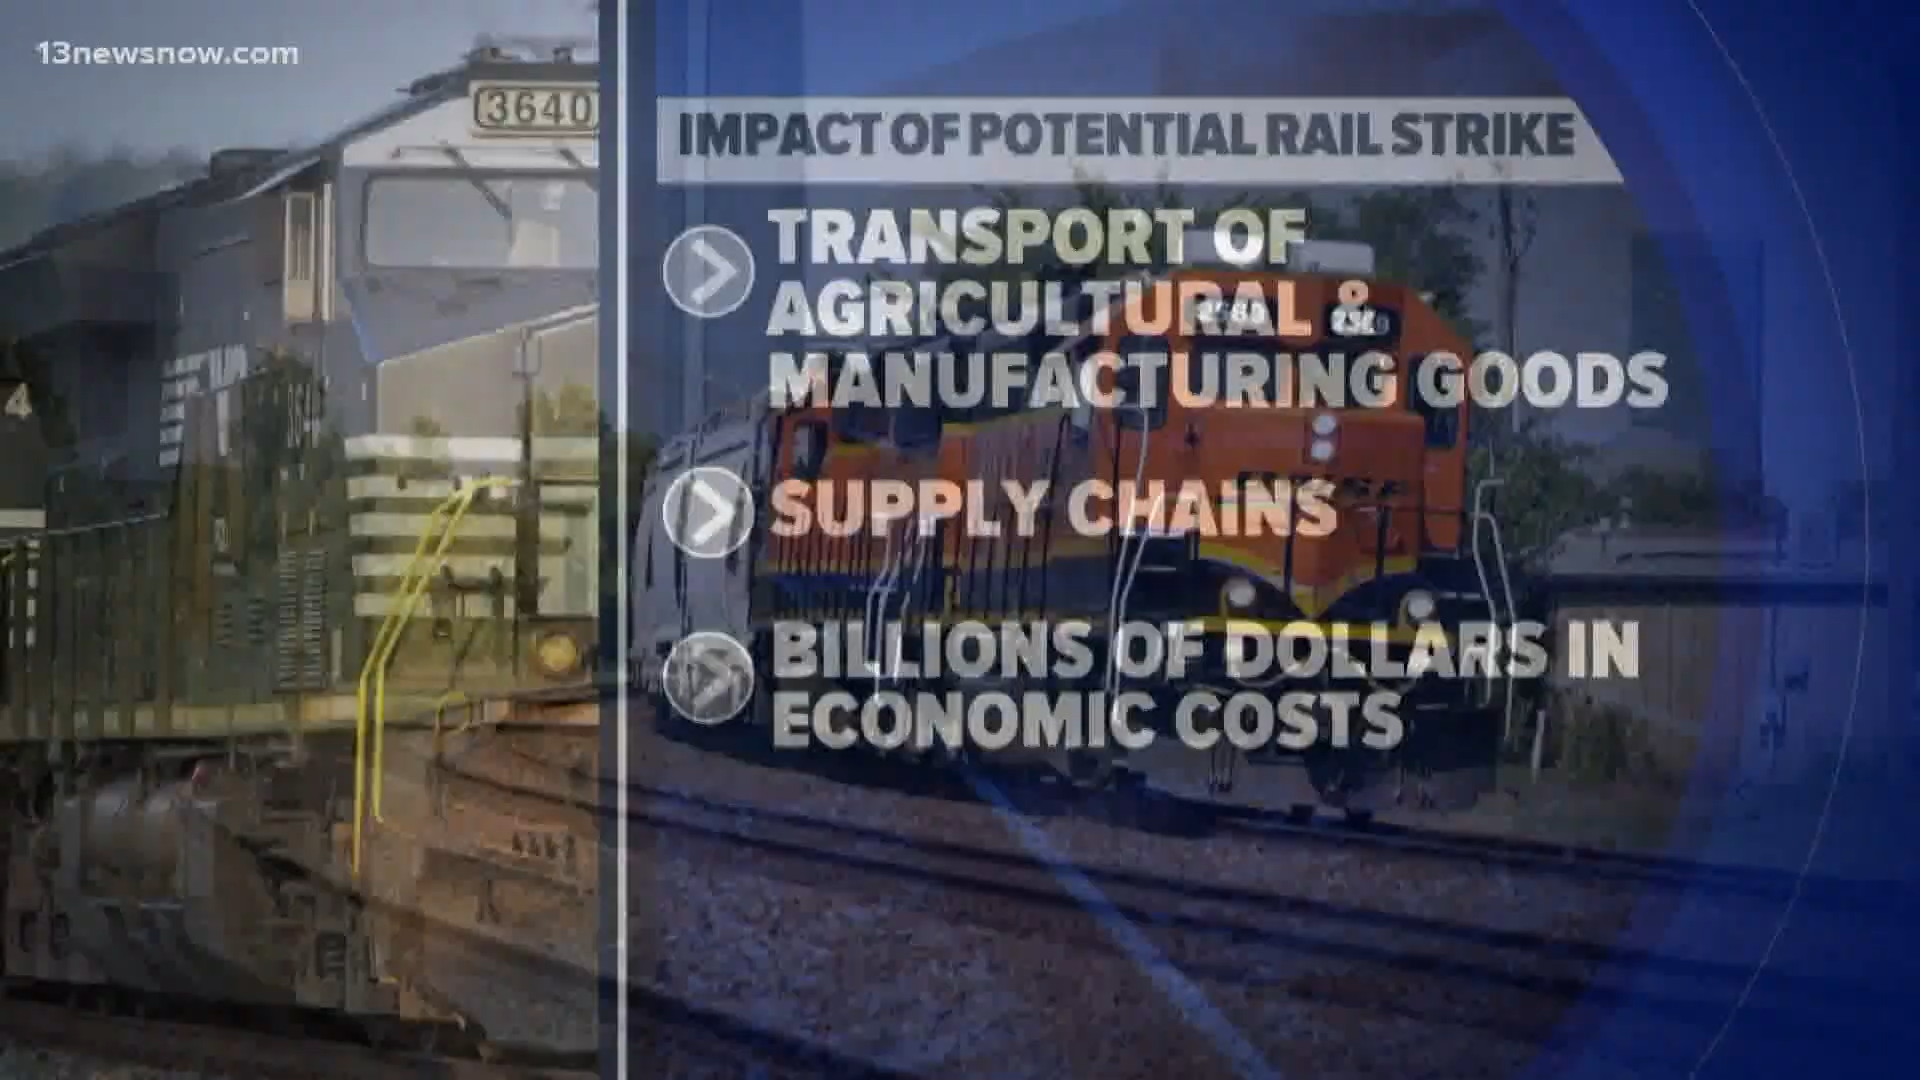 13newsnow.com
3640
IMPACT OF POTENTIAL RAIL STRIKE
TRANSPORT OF
AGRICULTURAL &
MANUFACTURING GOODS
SUPPLY CHAINS
BILLIONS OF DOLLARS IN
ECONOMIC COSTS
4